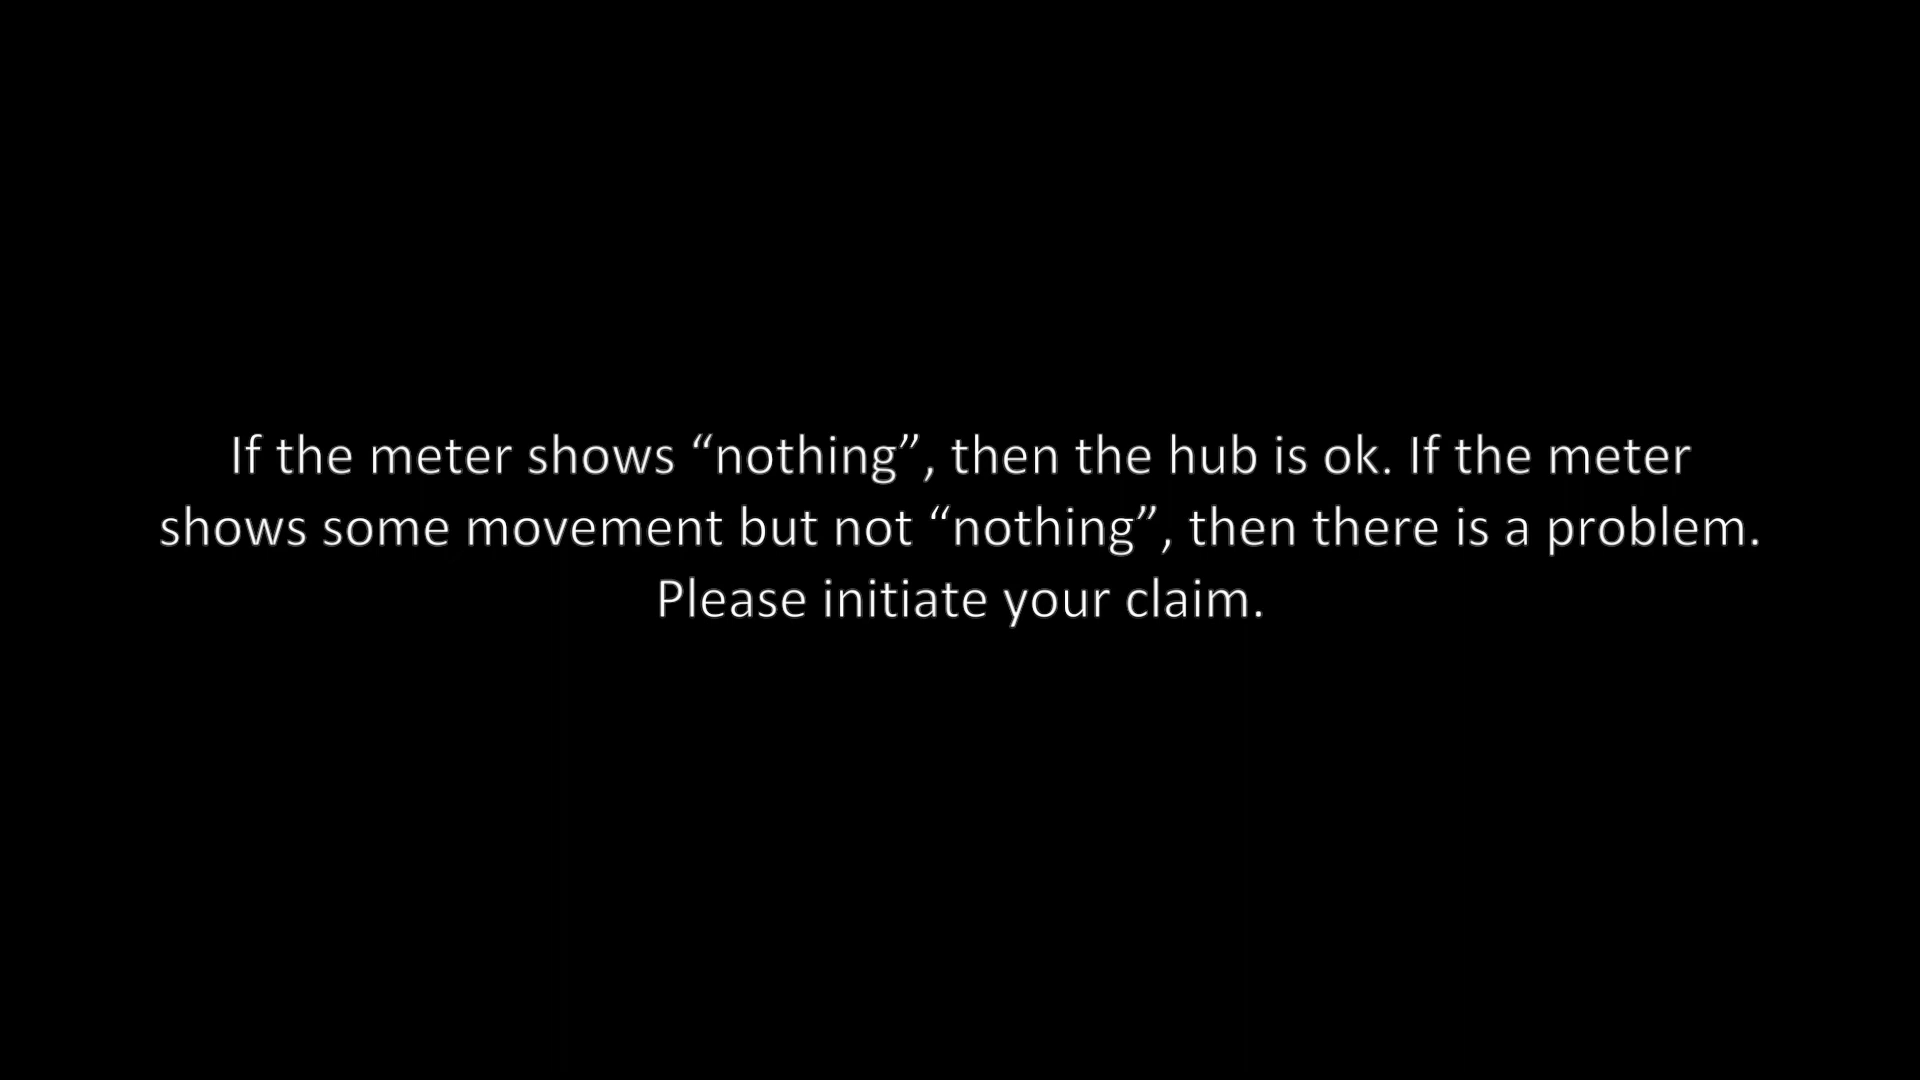 If the meter shows “nothing”, then the hub is ok. If the meter
shows some movement but not “nothing”, then there is a problem.
Please initiate your claim.